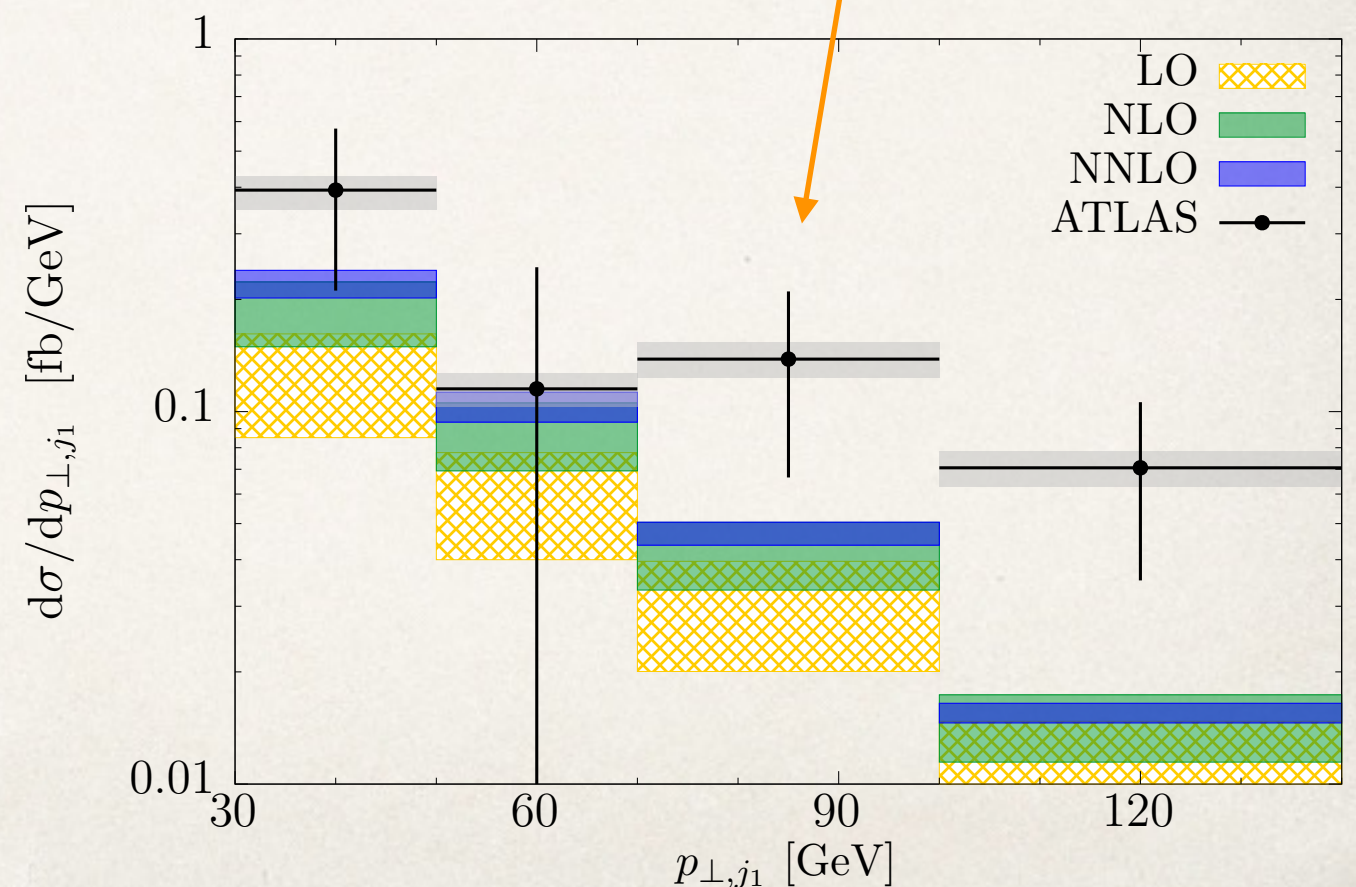 1
LO
NLO
NNLO
ATLAS
dσ/dp⊥,j₁ [fb/GeV]
0.1
0.01
30 60 90 120
p⊥,j₁ [GeV]